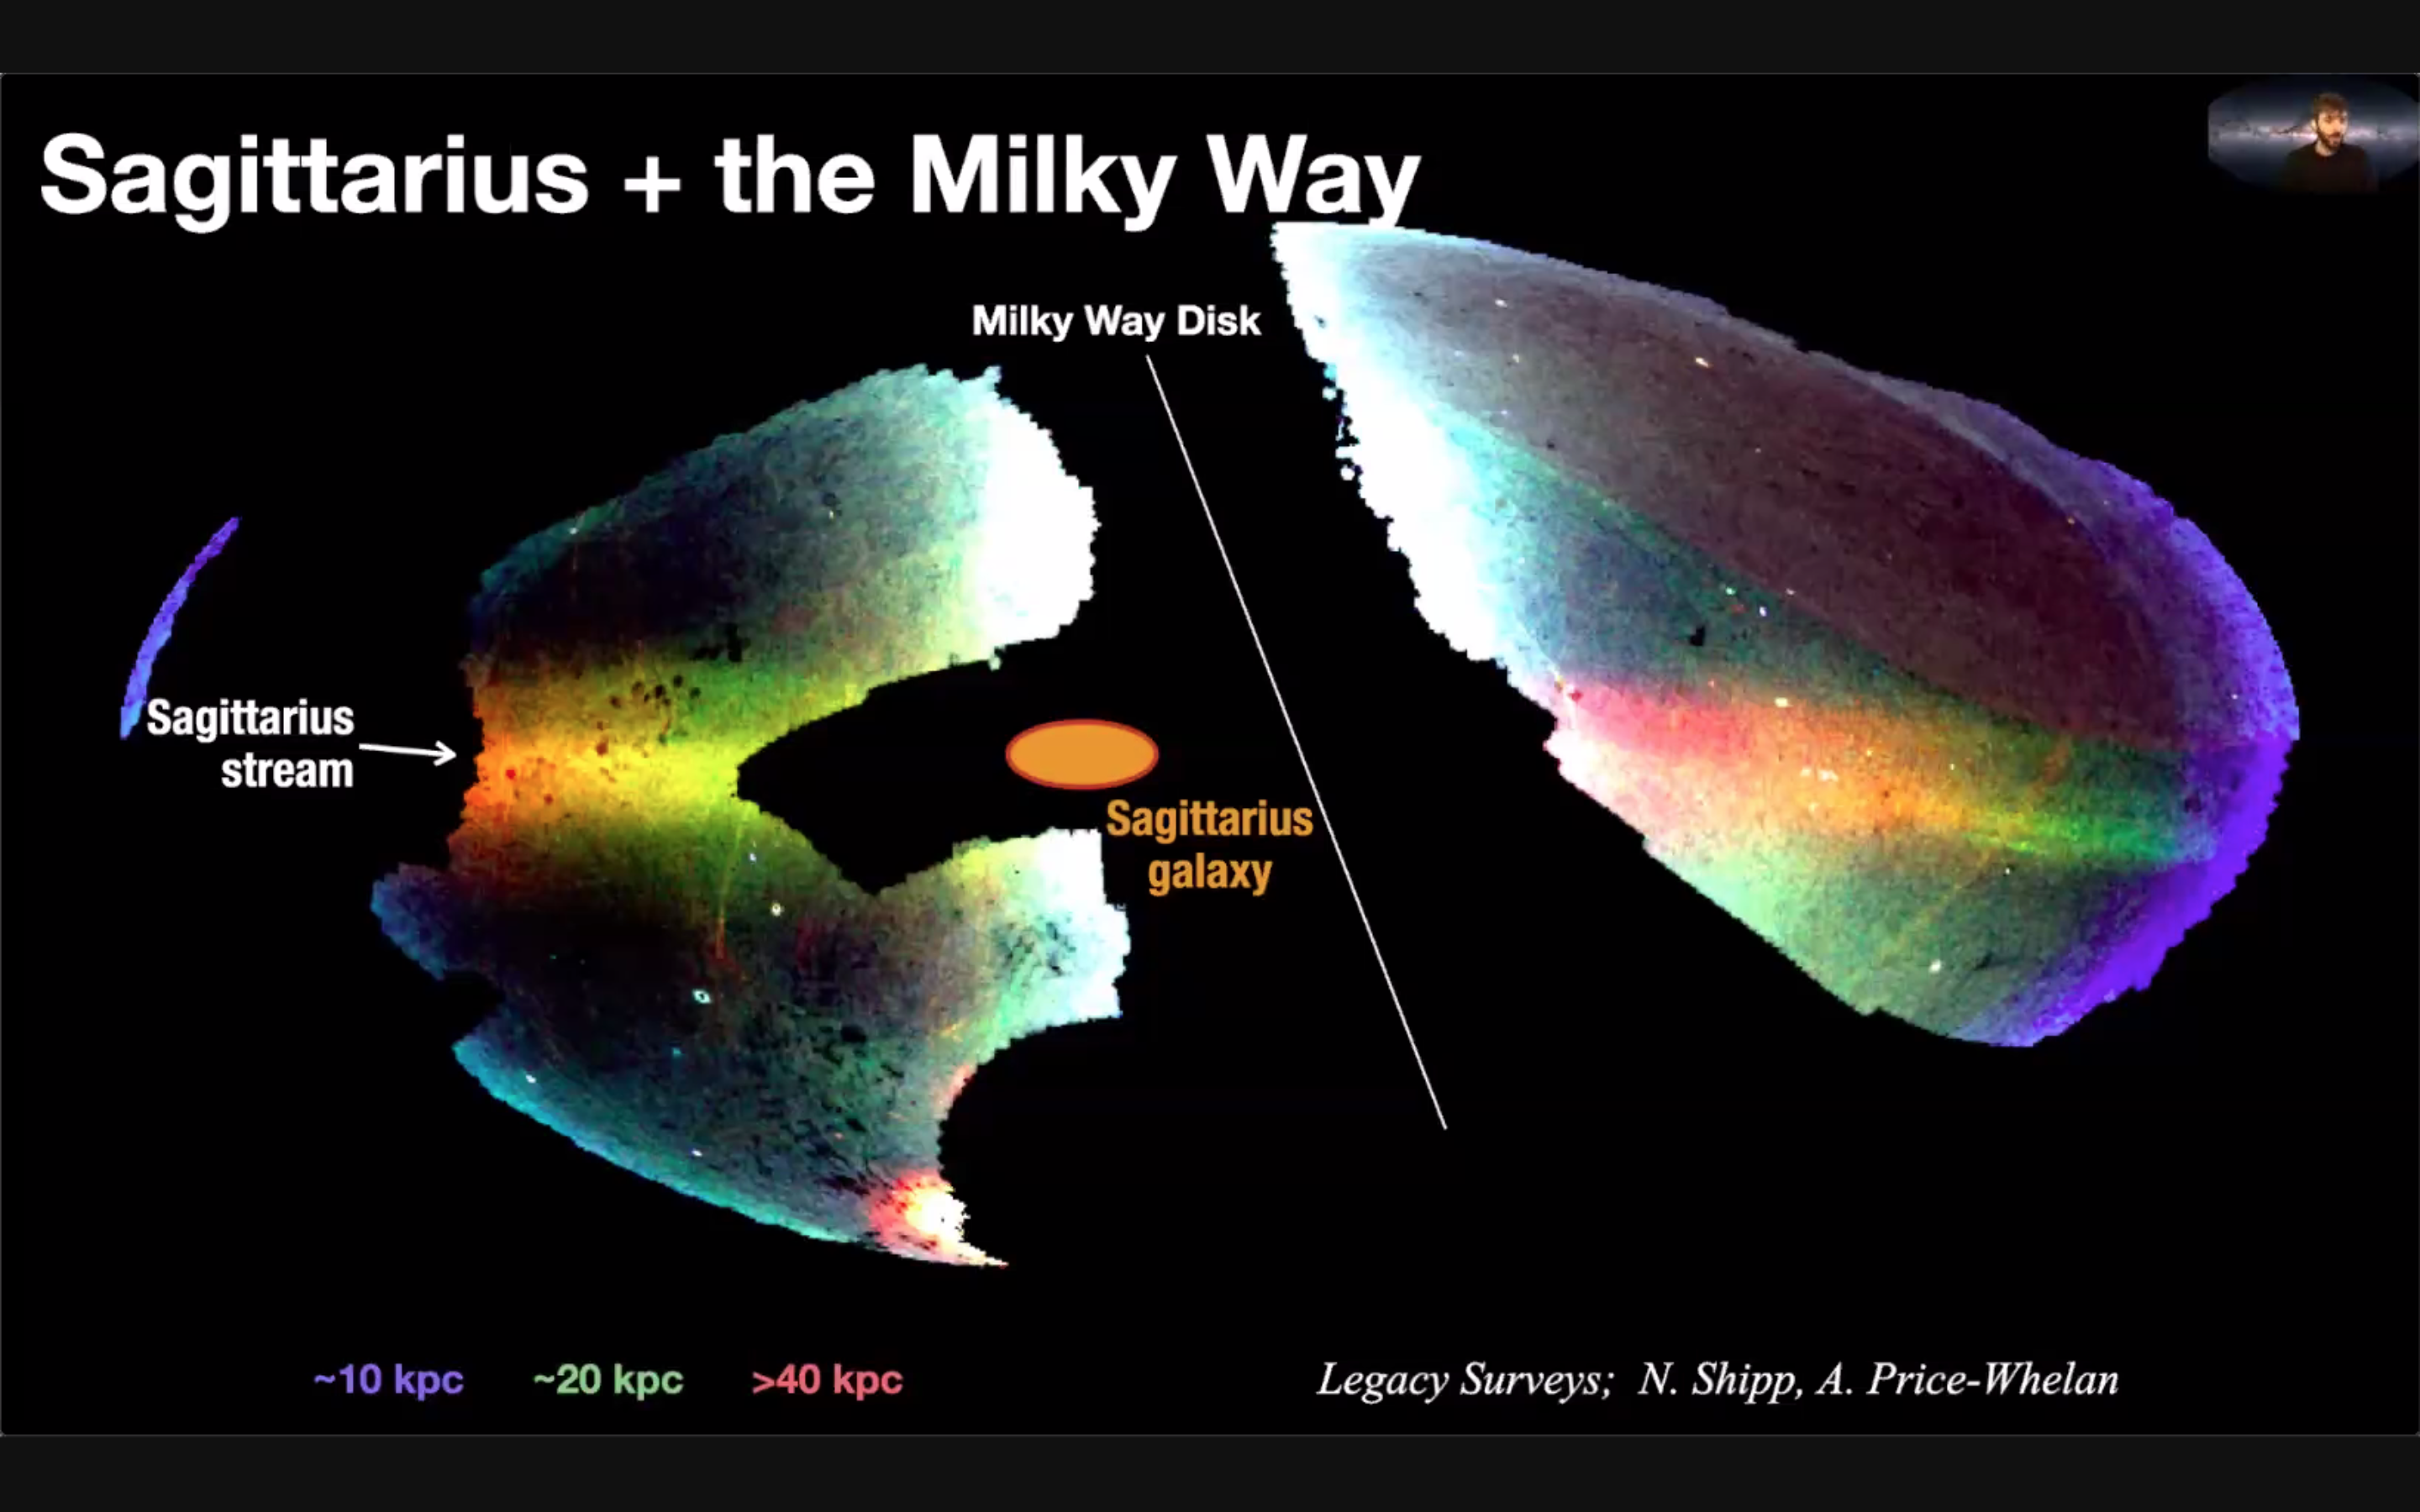 Sagittarius + the Milky Way
Milky Way Disk
Sagittarius
stream
Sagittarius
galaxy
~10 kpc ~20 kpc >40 kpc
Legacy Surveys; N. Shipp, A. Price-Whelan